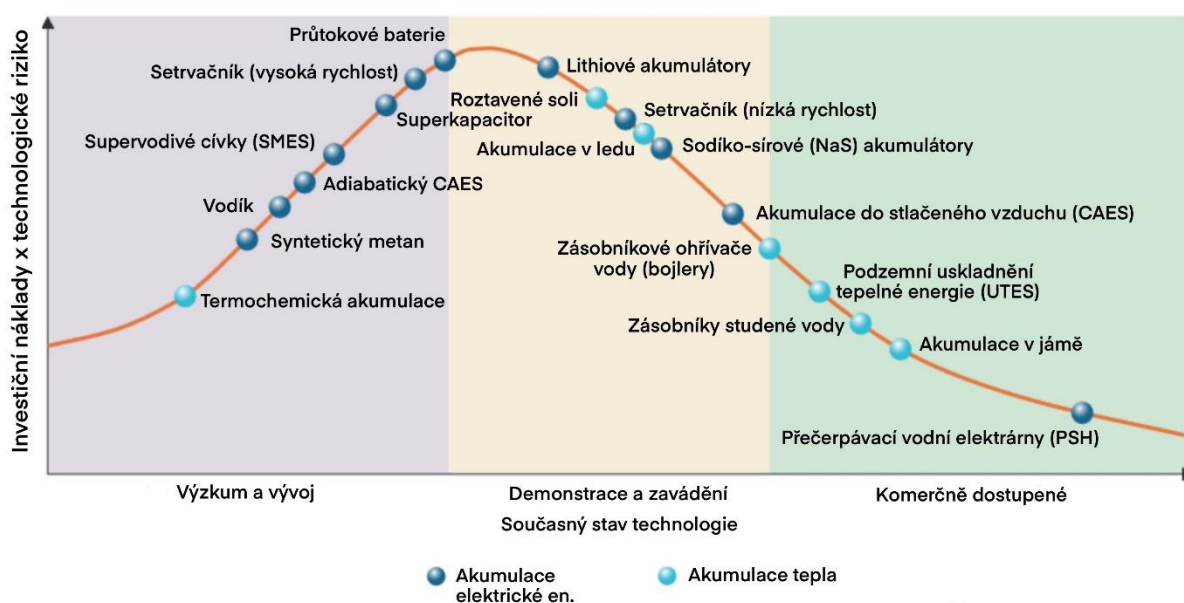 Investiční náklady x technologické riziko
Průtokové baterie
Setrvačník (vysoká rychlost)
Superkapacitor
Supervodivé cívky (SMES)
Adiabatický CAES
Vodík
Syntetický metan
Termochemická akumulace
Lithiové akumulátory
Roztavené soli
Setrvačník (nízká rychlost)
Akumulace v ledu
Sodíko-sírové (NaS) akumulátory
Akumulace do stlačeného vzduchu (CAES)
Zásobníkové ohřívače
vody (bojlery)
Podzemní uskladnění
tepelné energie (UTES)
Zásobníky studené vody
Akumulace v jámě
Přečerpávací vodní elektrárny (PSH)
Výzkum a vývoj
Demonstrace a zavádění
Komerčně dostupené
Současný stav technologie
Akumulace
elektrické en.
Akumulace tepla